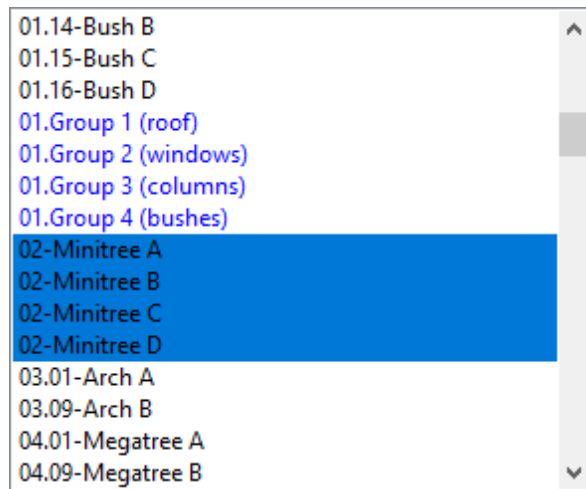 01.14-Bush B
01.15-Bush C
01.16-Bush D
01.Group 1 (roof)
01.Group 2 (windows)
01.Group 3 (columns)
01.Group 4 (bushes)
02-Minitree A
02-Minitree B
02-Minitree C
02-Minitree D
03.01-Arch A
03.09-Arch B
04.01-Megatree A
04.09-Megatree B